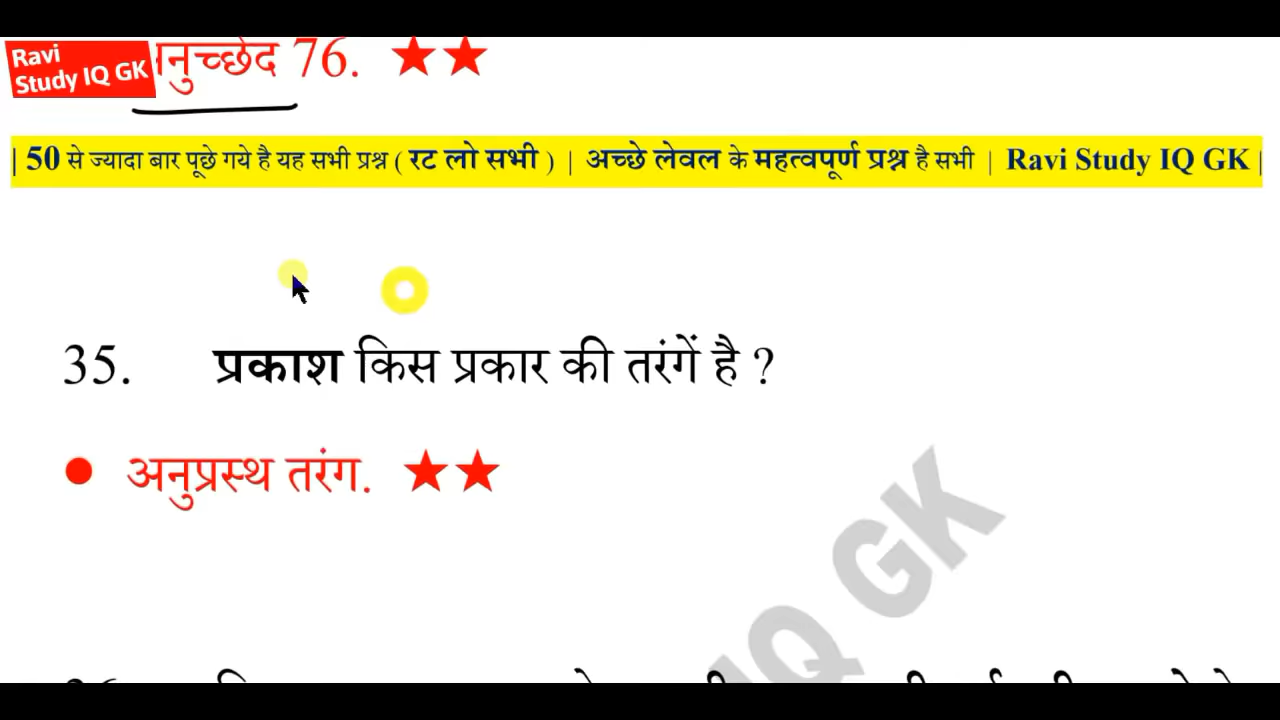 Ravi
Study IQ GK
अनुच्छेद 76. ★★
| 50 से ज्यादा बार पूछे गये है यह सभी प्रश्न ( रट लो सभी ) | अच्छे लेवल के महत्वपूर्ण प्रश्न है सभी | Ravi Study IQ GK |
35. प्रकाश किस प्रकार की तरंगें है ?
● अनुप्रस्थ तरंग. ★★
IQ GK